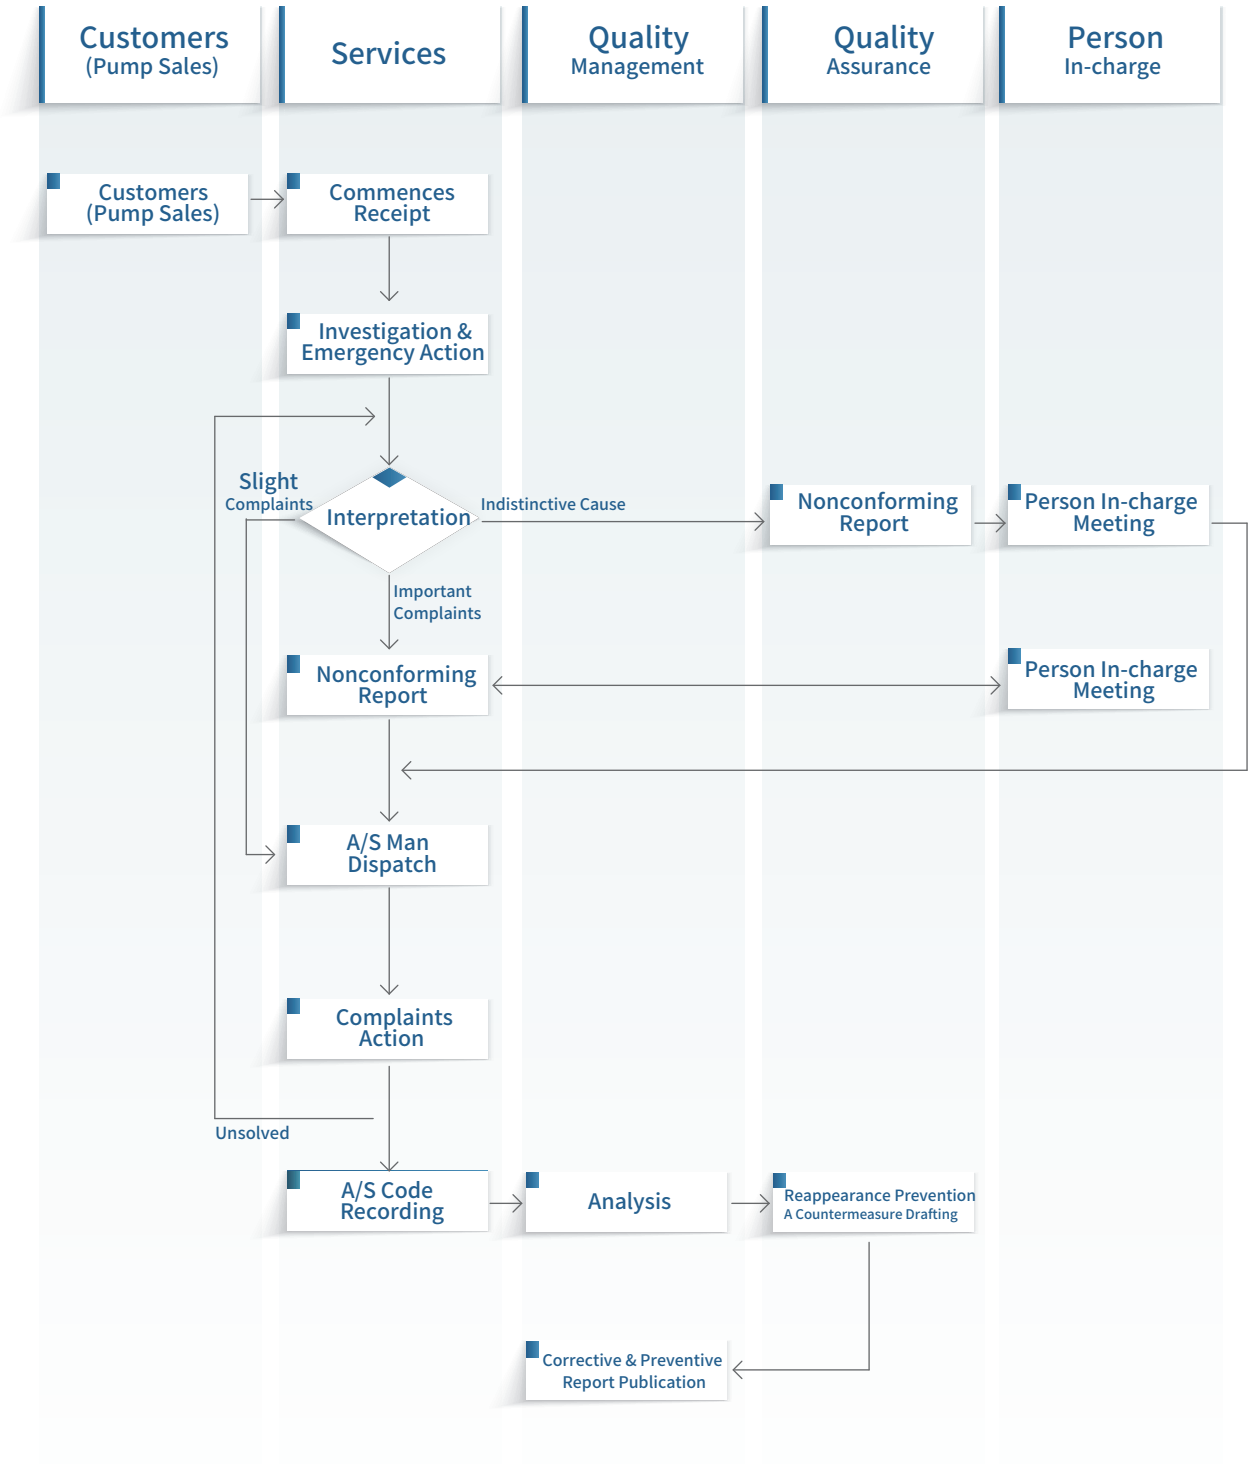 Customers
(Pump Sales)
Services
Quality
Management
Quality
Assurance
Person
In-charge
Customers
(Pump Sales)
Commences
Receipt
Investigation &
Emergency Action
Slight
Complaints
Interpretation
Indistinctive Cause
Nonconforming
Report
Person In-charge
Meeting
Important
Complaints
Nonconforming
Report
Person In-charge
Meeting
A/S Man
Dispatch
Complaints
Action
Unsolved
A/S Code
Recording
Analysis
Reappearance Prevention
A Countermeasure Drafting
Corrective & Preventive
Report Publication